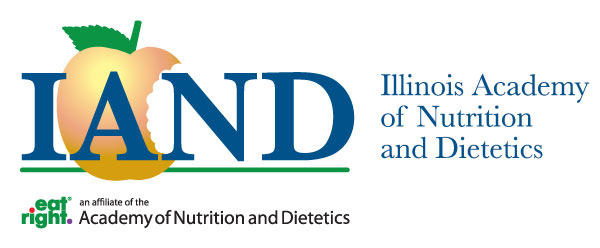 IAND
Illinois Academy
of Nutrition
and Dietetics
eat
right.
an affiliate of the
Academy of Nutrition and Dietetics